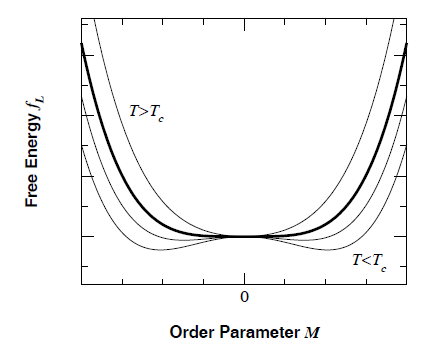 Free Energy f_L
T>T_c
T<T_c
0
Order Parameter M